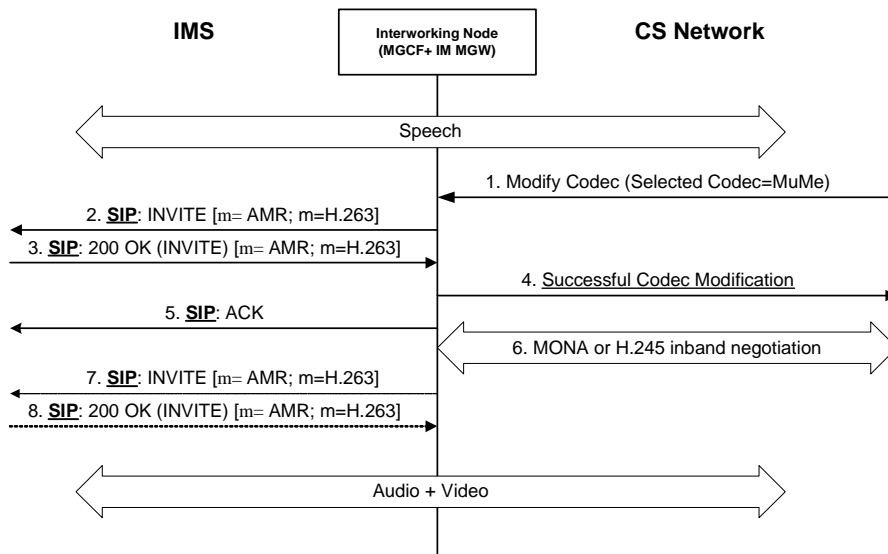 IMS
Interworking Node
(MGCF+ IM MGW)
CS Network
Speech
1. Modify Codec (Selected Codec=MuMe)
2. SIP: INVITE [m= AMR; m=H.263]
3. SIP: 200 OK (INVITE) [m= AMR; m=H.263]
4. Successful Codec Modification
5. SIP: ACK
6. MONA or H.245 inband negotiation
7. SIP: INVITE [m= AMR; m=H.263]
8. SIP: 200 OK (INVITE) [m= AMR; m=H.263]
Audio + Video